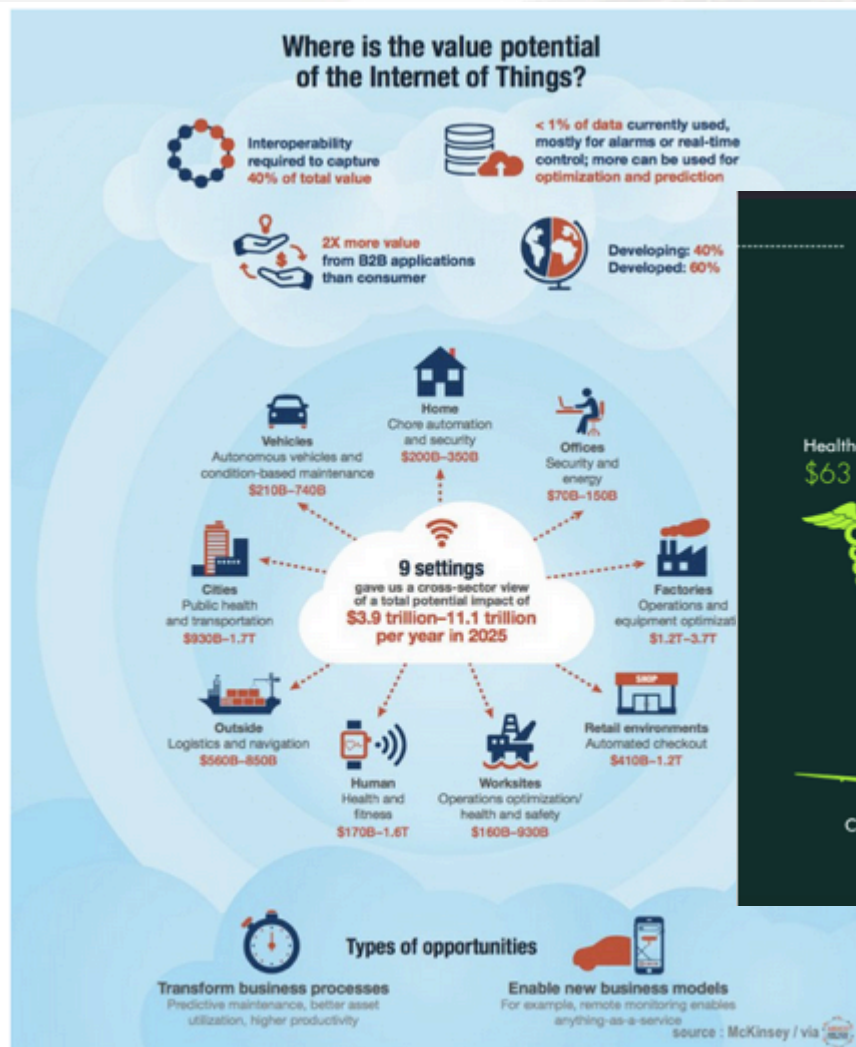 Where is the value potential
of the Internet of Things?
Interoperability
required to capture
40% of total value
< 1% of data currently used,
mostly for alarms or real-time
control; more can be used for
optimization and prediction
2X more value
from B2B applications
than consumer
Developing: 40%
Developed: 60%
Home
Chore automation
and security
$200B–350B
Vehicles
Autonomous vehicles and
condition-based maintenance
$210B–740B
Offices
Security and
energy
$70B–150B
9 settings
gave us a cross-sector view
of a total potential impact of
$3.9 trillion–11.1 trillion
per year in 2025
Cities
Public health
and transportation
$930B–1.7T
Factories
Operations and
equipment optimizati
$1.2T–3.7T
Outside
Logistics and navigation
$560B–850B
SHOP
Retail environments
Automated checkout
$410B–1.2T
Human
Health and
fitness
$170B–1.6T
Worksites
Operations optimization/
health and safety
$160B–930B
Health
$63
C
Types of opportunities
Transform business processes
Predictive maintenance, better asset
utilization, higher productivity
Enable new business models
For example, remote monitoring enables
anything-as-a-service
source : McKinsey / via